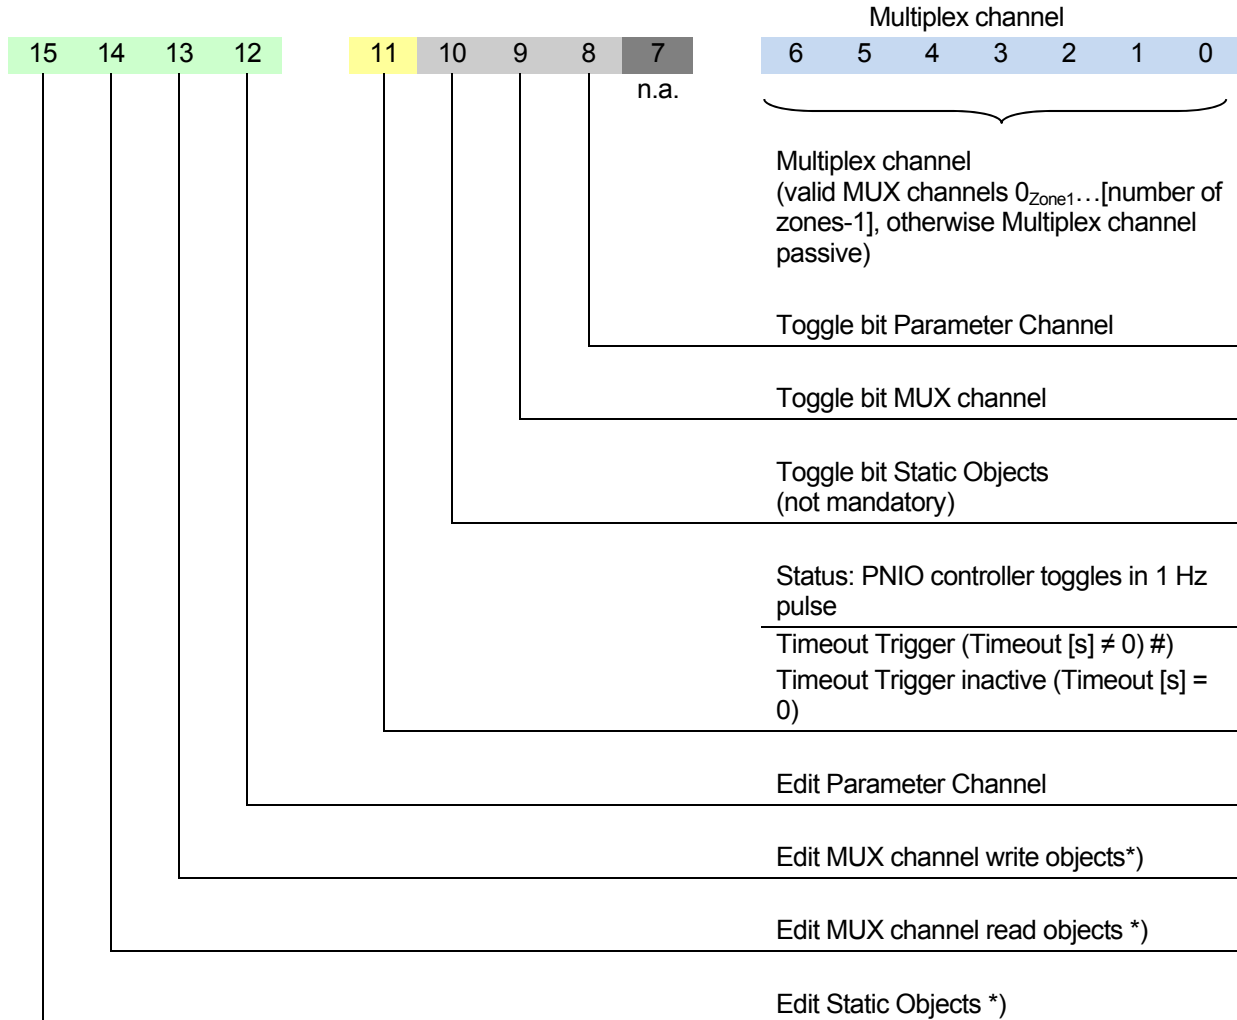 Multiplex channel
15 14 13 12 11 10 9 8 7 6 5 4 3 2 1 0
n.a.
Multiplex channel
(valid MUX channels 0Zone1…[number of
zones-1], otherwise Multiplex channel
passive)
Toggle bit Parameter Channel
Toggle bit MUX channel
Toggle bit Static Objects
(not mandatory)
Status: PNIO controller toggles in 1 Hz
pulse
Timeout Trigger (Timeout [s] ≠ 0) #)
Timeout Trigger inactive (Timeout [s] =
0)
Edit Parameter Channel
Edit MUX channel write objects*)
Edit MUX channel read objects *)
Edit Static Objects *)